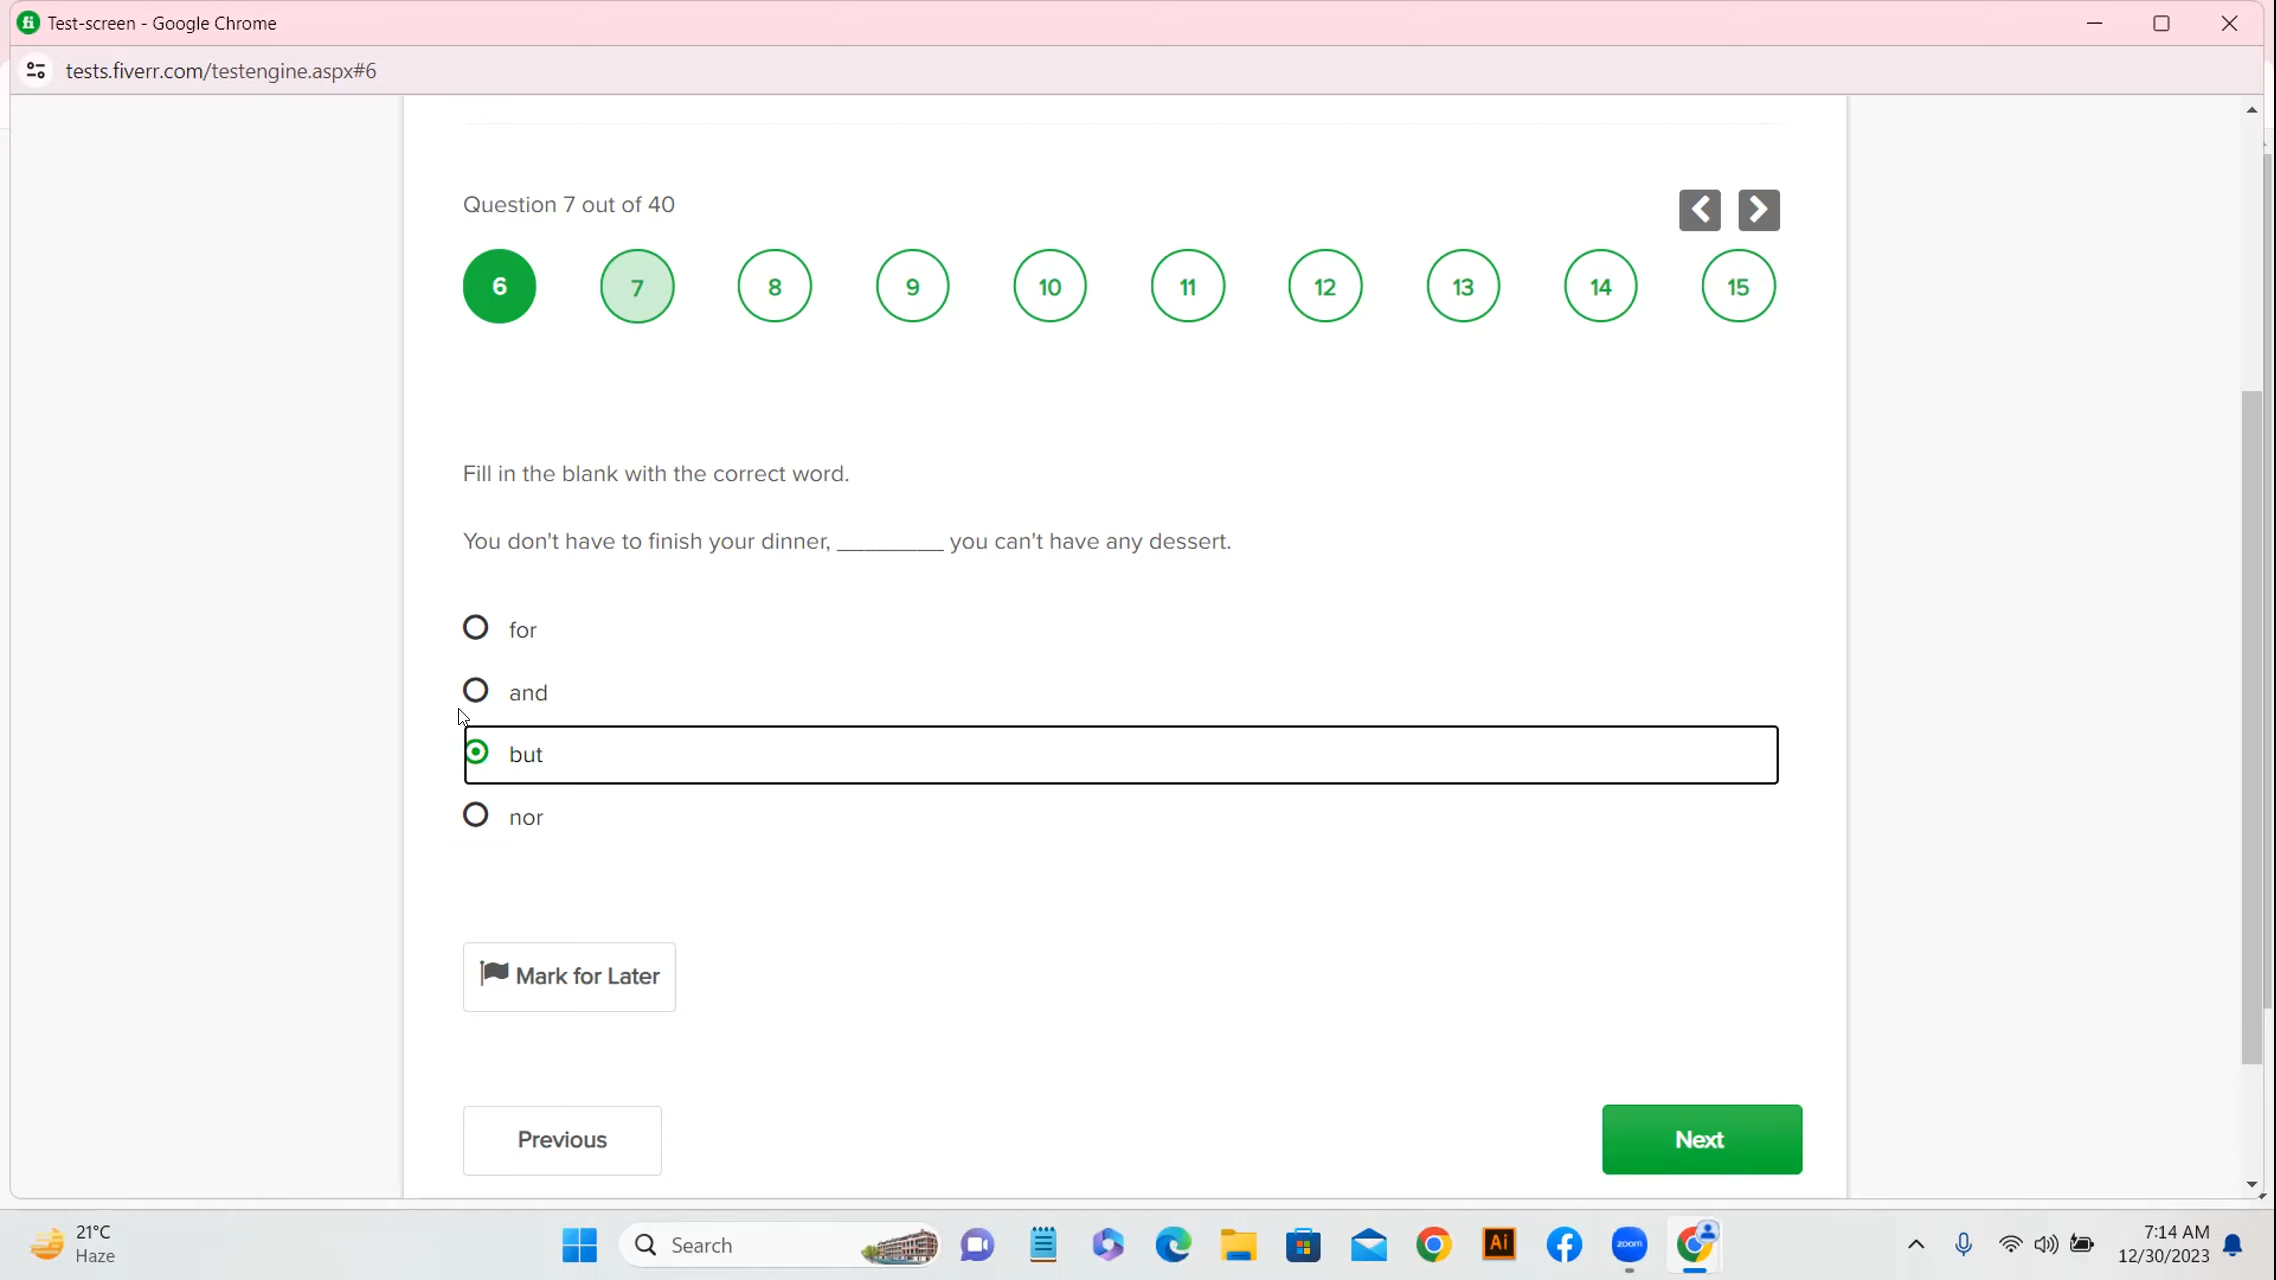 fi Test-screen - Google Chrome
tests.fiverr.com/testengine.aspx#6
Question 7 out of 40
6 7 8 9 10 11 12 13 14 15
Fill in the blank with the correct word.
You don't have to finish your dinner, _________ you can't have any dessert.
for
and
but
nor
Mark for Later
Previous
Next
21°C
Haze
Search
Ai
zoom
7:14 AM
12/30/2023